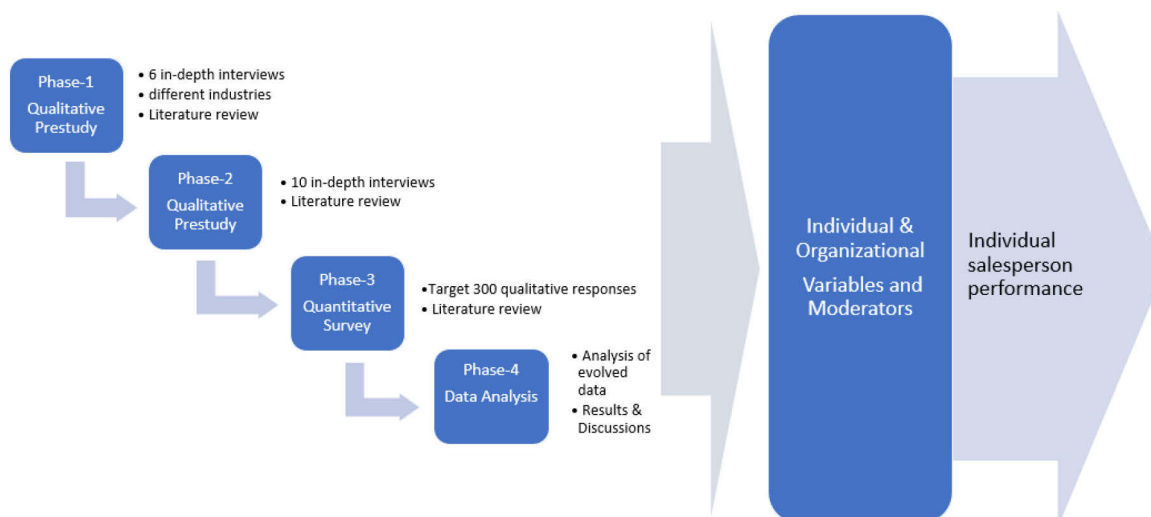 Phase-1
Qualitative
Prestudy
• 6 in-depth interviews
• different industries
• Literature review
Phase-2
Qualitative
Prestudy
• 10 in-depth interviews
• Literature review
Phase-3
Quantitative
Survey
•Target 300 qualitative responses
• Literature review
Phase-4
Data Analysis
• Analysis of
evolved
data
• Results &
Discussions
Individual &
Organizational
Variables and
Moderators
Individual
salesperson
performance